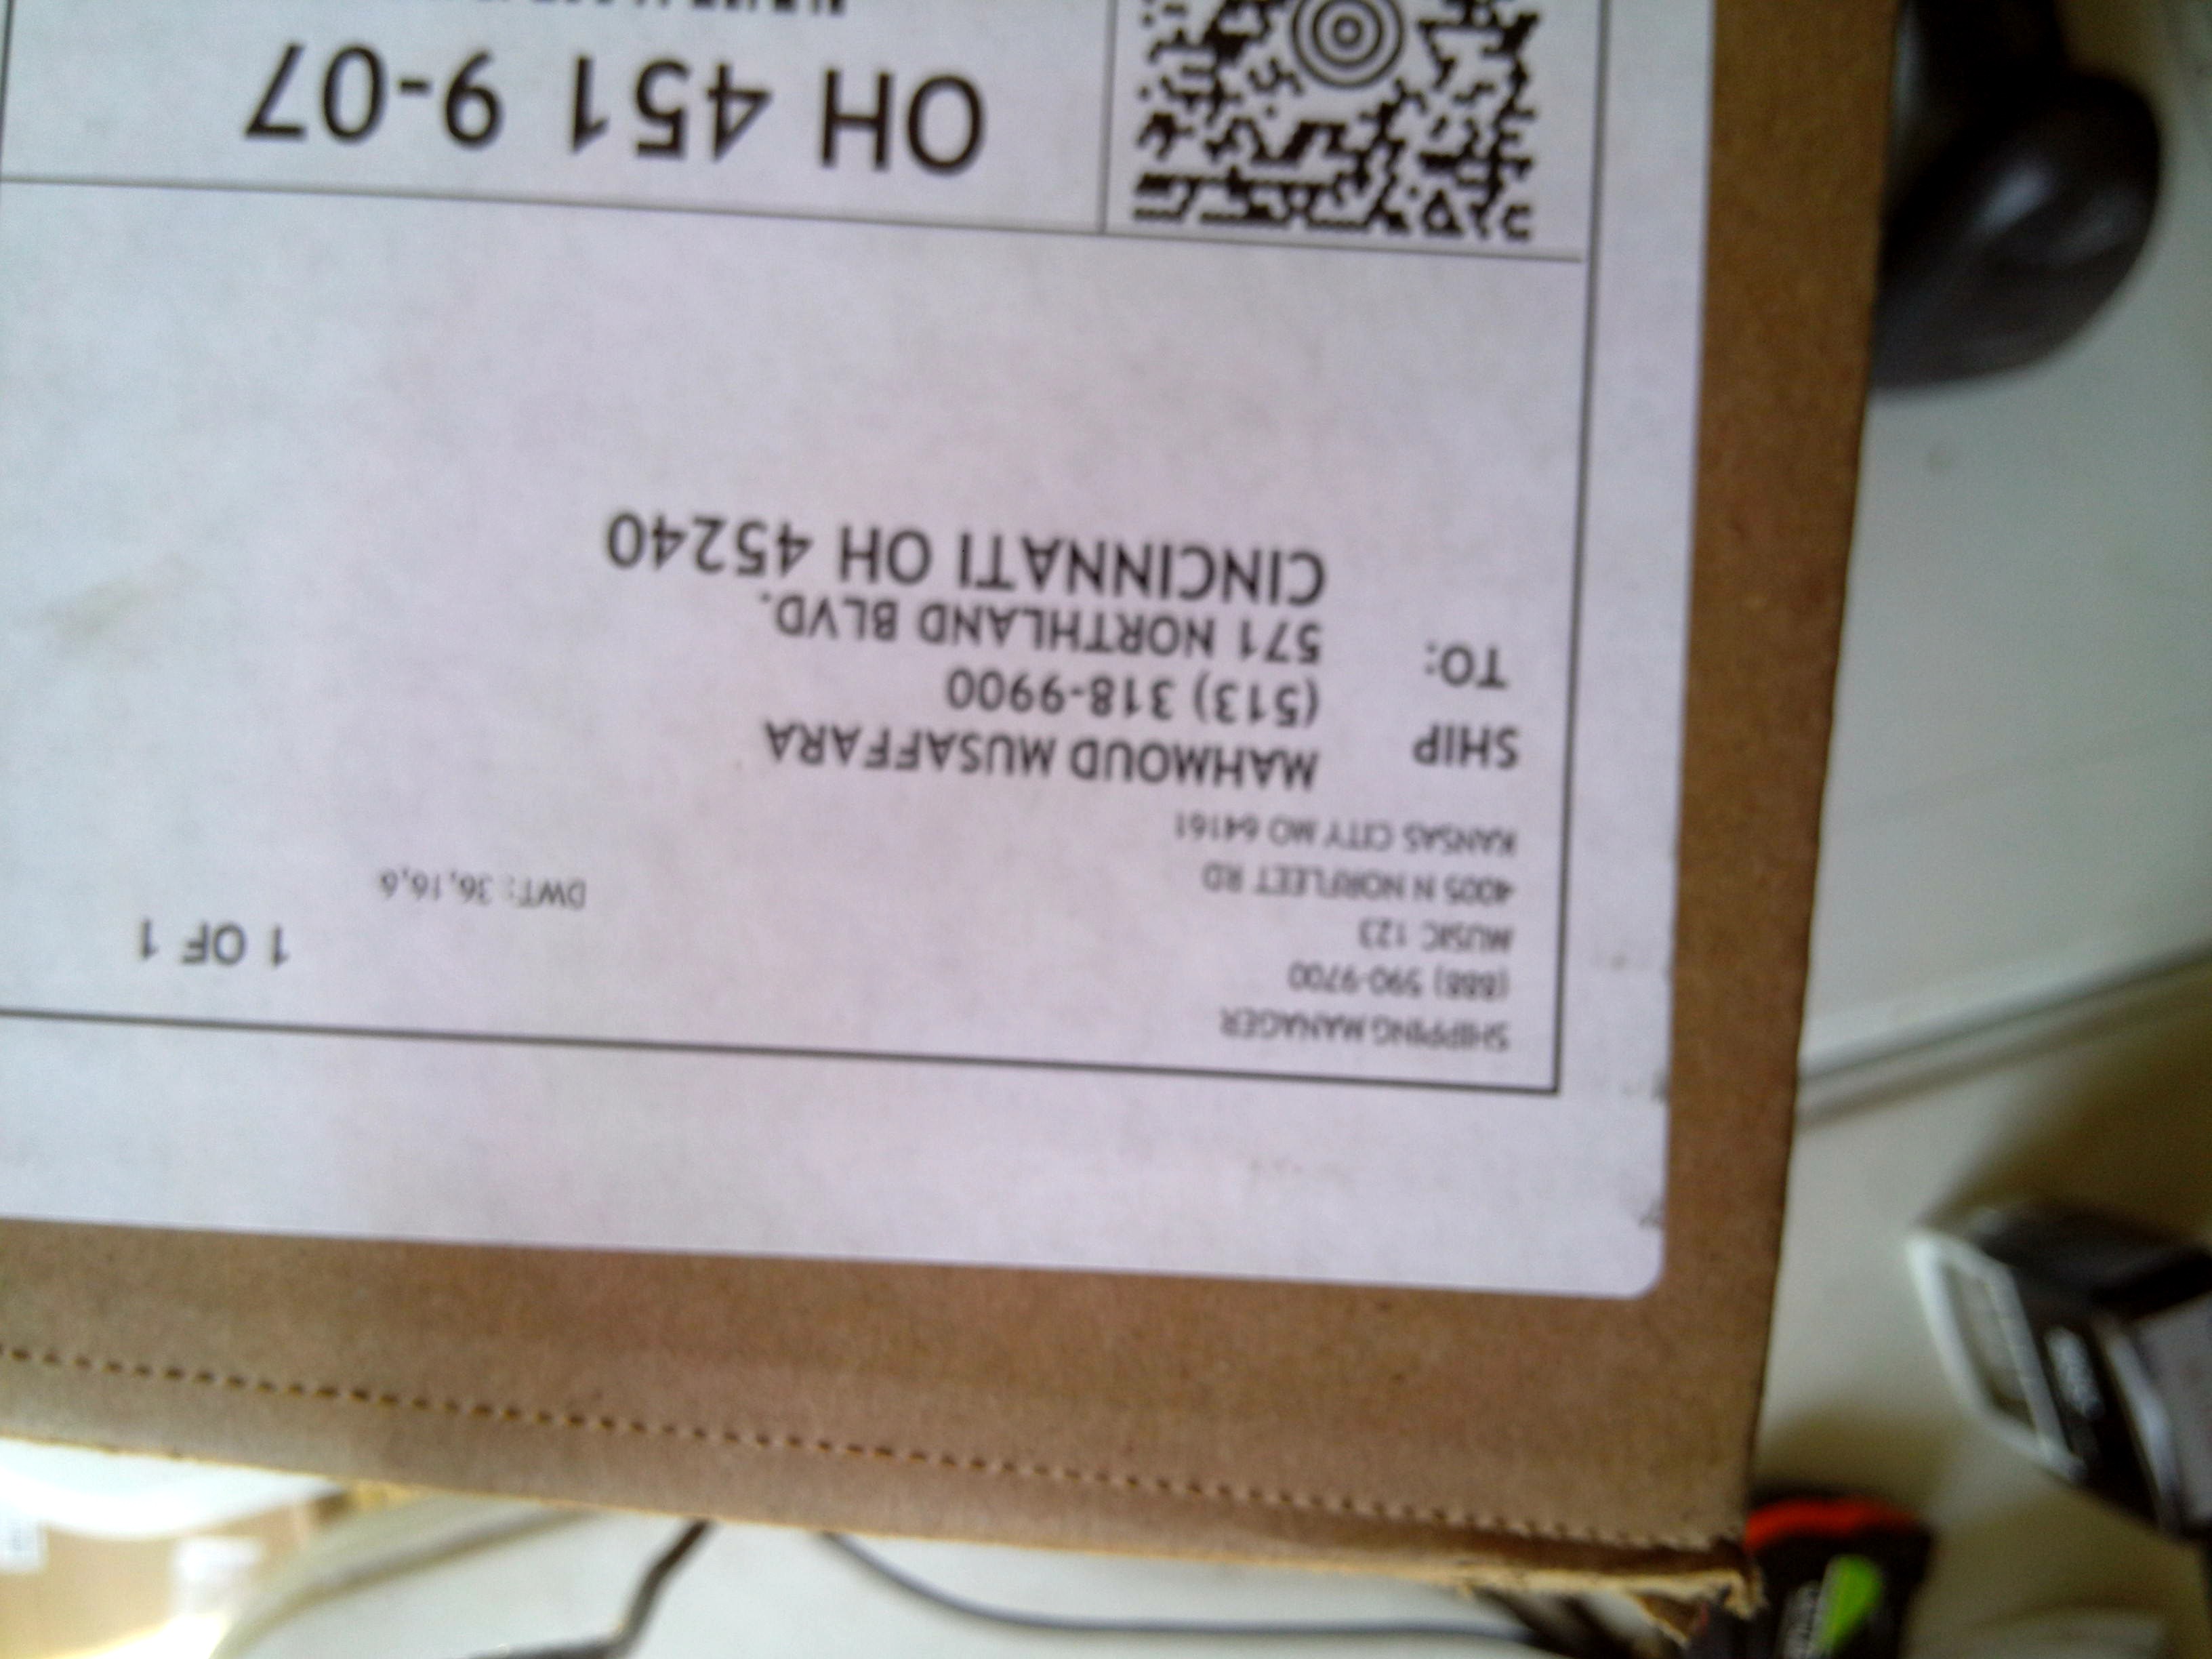 SHIPPING MANAGER
(888) 590-9700
MUSIC 123
4005 N NORFLEET RD
KANSAS CITY MO 64161
1 OF 1
DWT: 36,16,6
SHIP
TO:
MAHMOUD MUSAFFARA
(513) 318-9900
571 NORTHLAND BLVD.
CINCINNATI OH 45240
OH 451 9-07